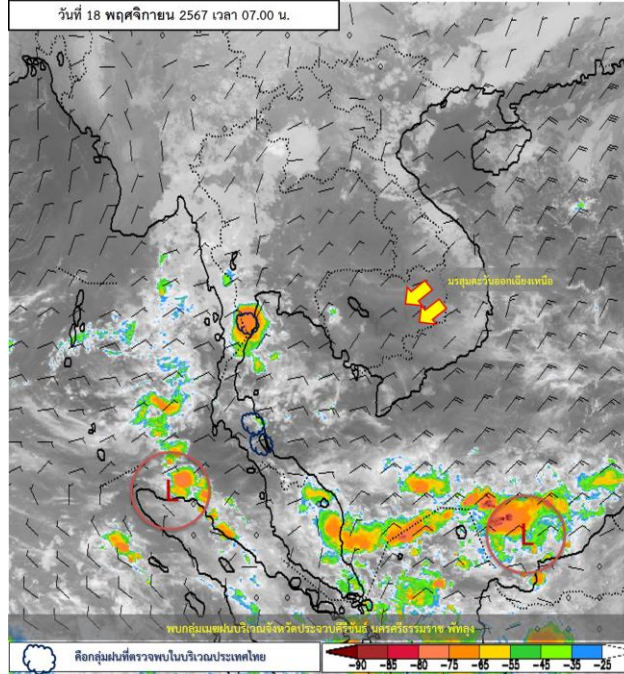 วันที่ 18 พฤศจิกายน 2567 เวลา 07.00 น.
มรสุมตะวันออกเฉียงเหนือ
L
L
พบกลุ่มเมฆฝนบริเวณจังหวัดประจวบคีรีขันธ์ นครศรีธรรมราช พัทลุง
คือกลุ่มฝนที่ตรวจพบในบริเวณประเทศไทย
-90 -85 -80 -75 -65 -55 -45 -35 -25